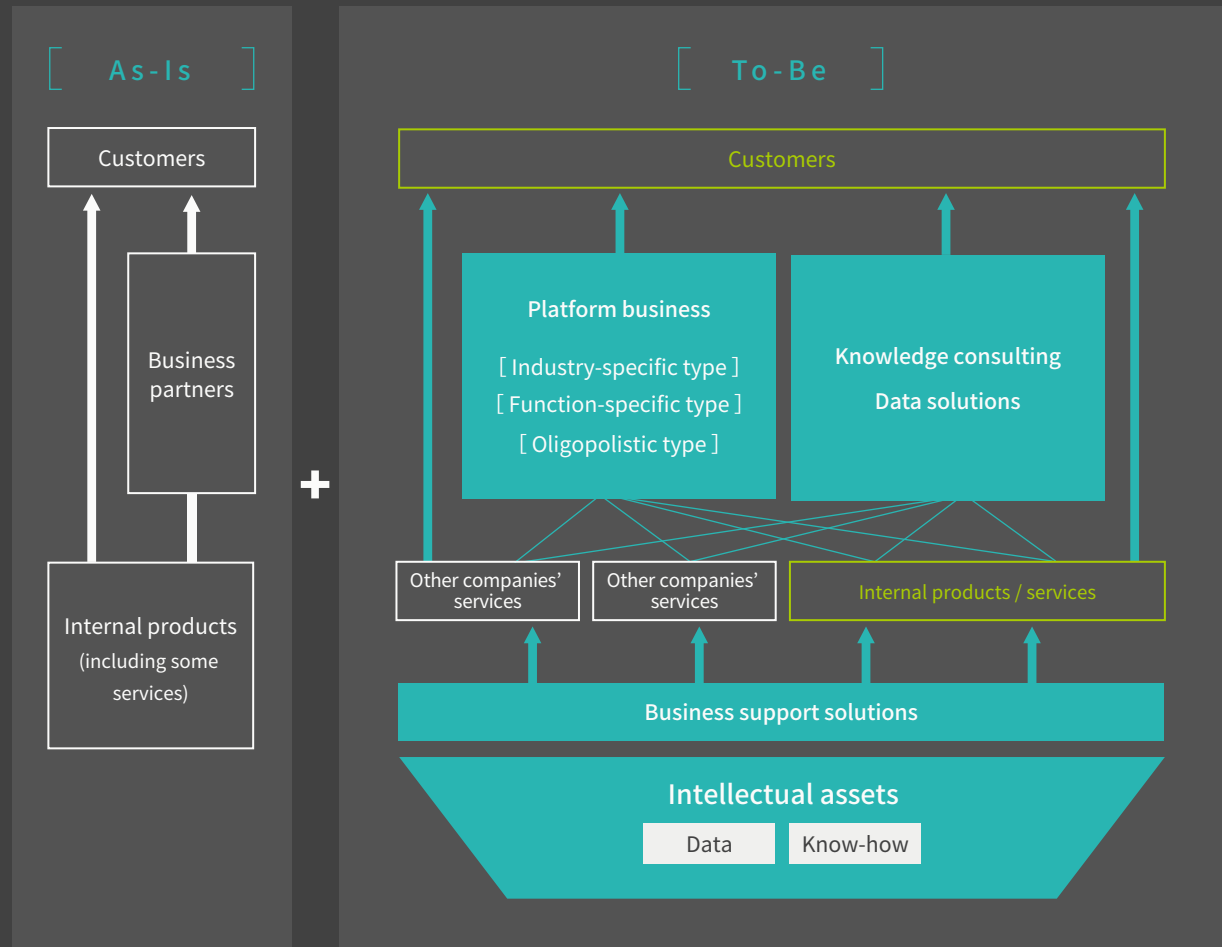 [ As-Is ]
Customers
Business
partners
Internal products
(including some
services)
+
[ To-Be ]
Customers
Platform business
[ Industry-specific type ]
[ Function-specific type ]
[ Oligopolistic type ]
Knowledge consulting
Data solutions
Other companies’
services
Other companies’
services
Internal products / services
Business support solutions
Intellectual assets
Data
Know-how